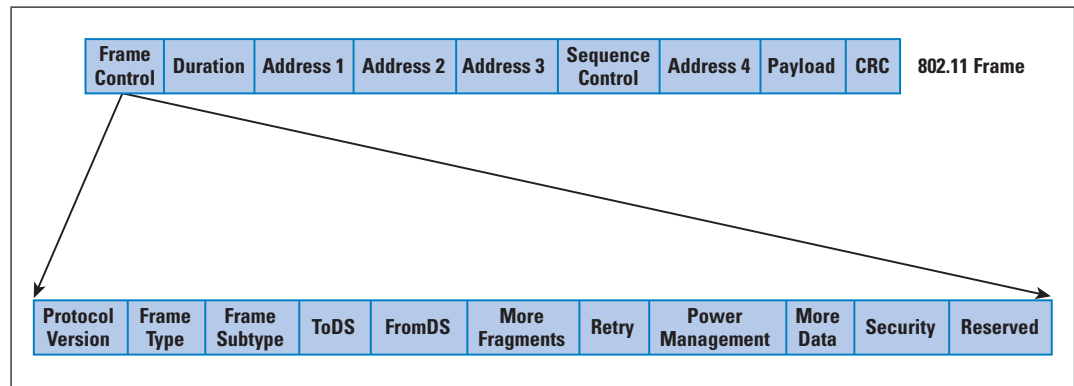 Frame Control
Duration
Address 1
Address 2
Address 3
Sequence Control
Address 4
Payload
CRC
802.11 Frame
Protocol Version
Frame Type
Frame Subtype
ToDS
FromDS
More Fragments
Retry
Power Management
More Data
Security
Reserved